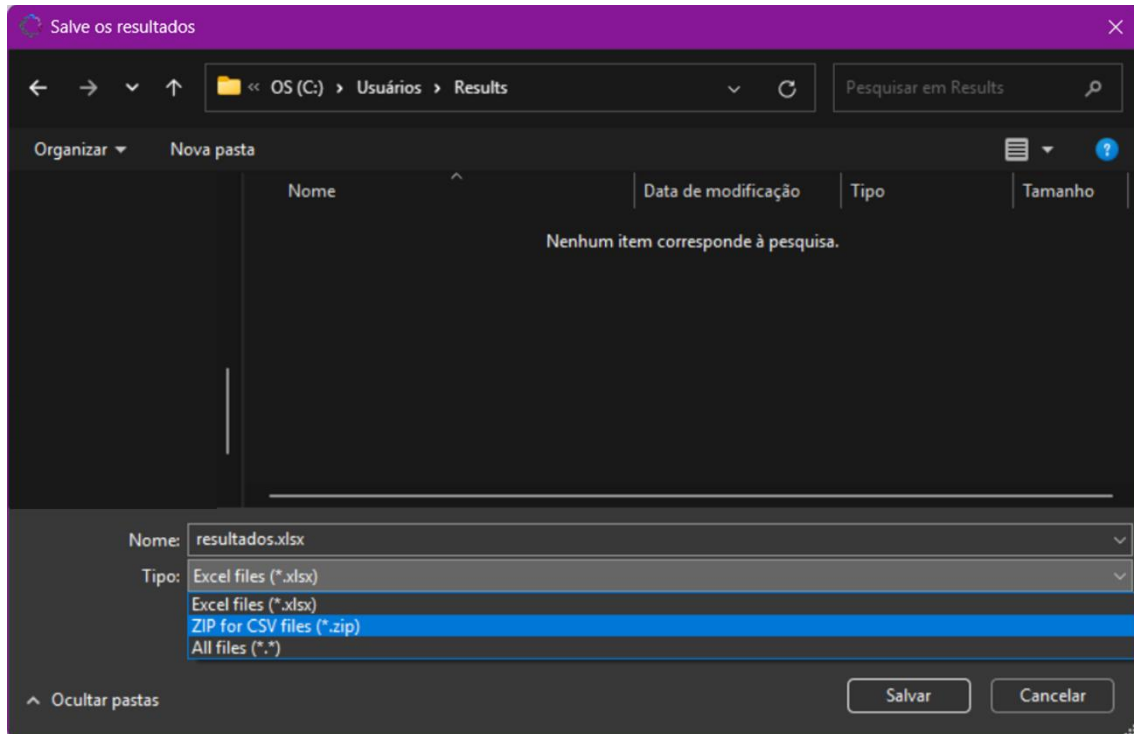 Salve os resultados
« OS (C:) › Usuários › Results
Pesquisar em Results
Organizar
Nova pasta
Nome
Data de modificação
Tipo
Tamanho
Nenhum item corresponde à pesquisa.
Nome: resultados.xlsx
Tipo: Excel files (*.xlsx)
Excel files (*.xlsx)
ZIP for CSV files (*.zip)
All files (*.*)
Ocultar pastas
Salvar
Cancelar